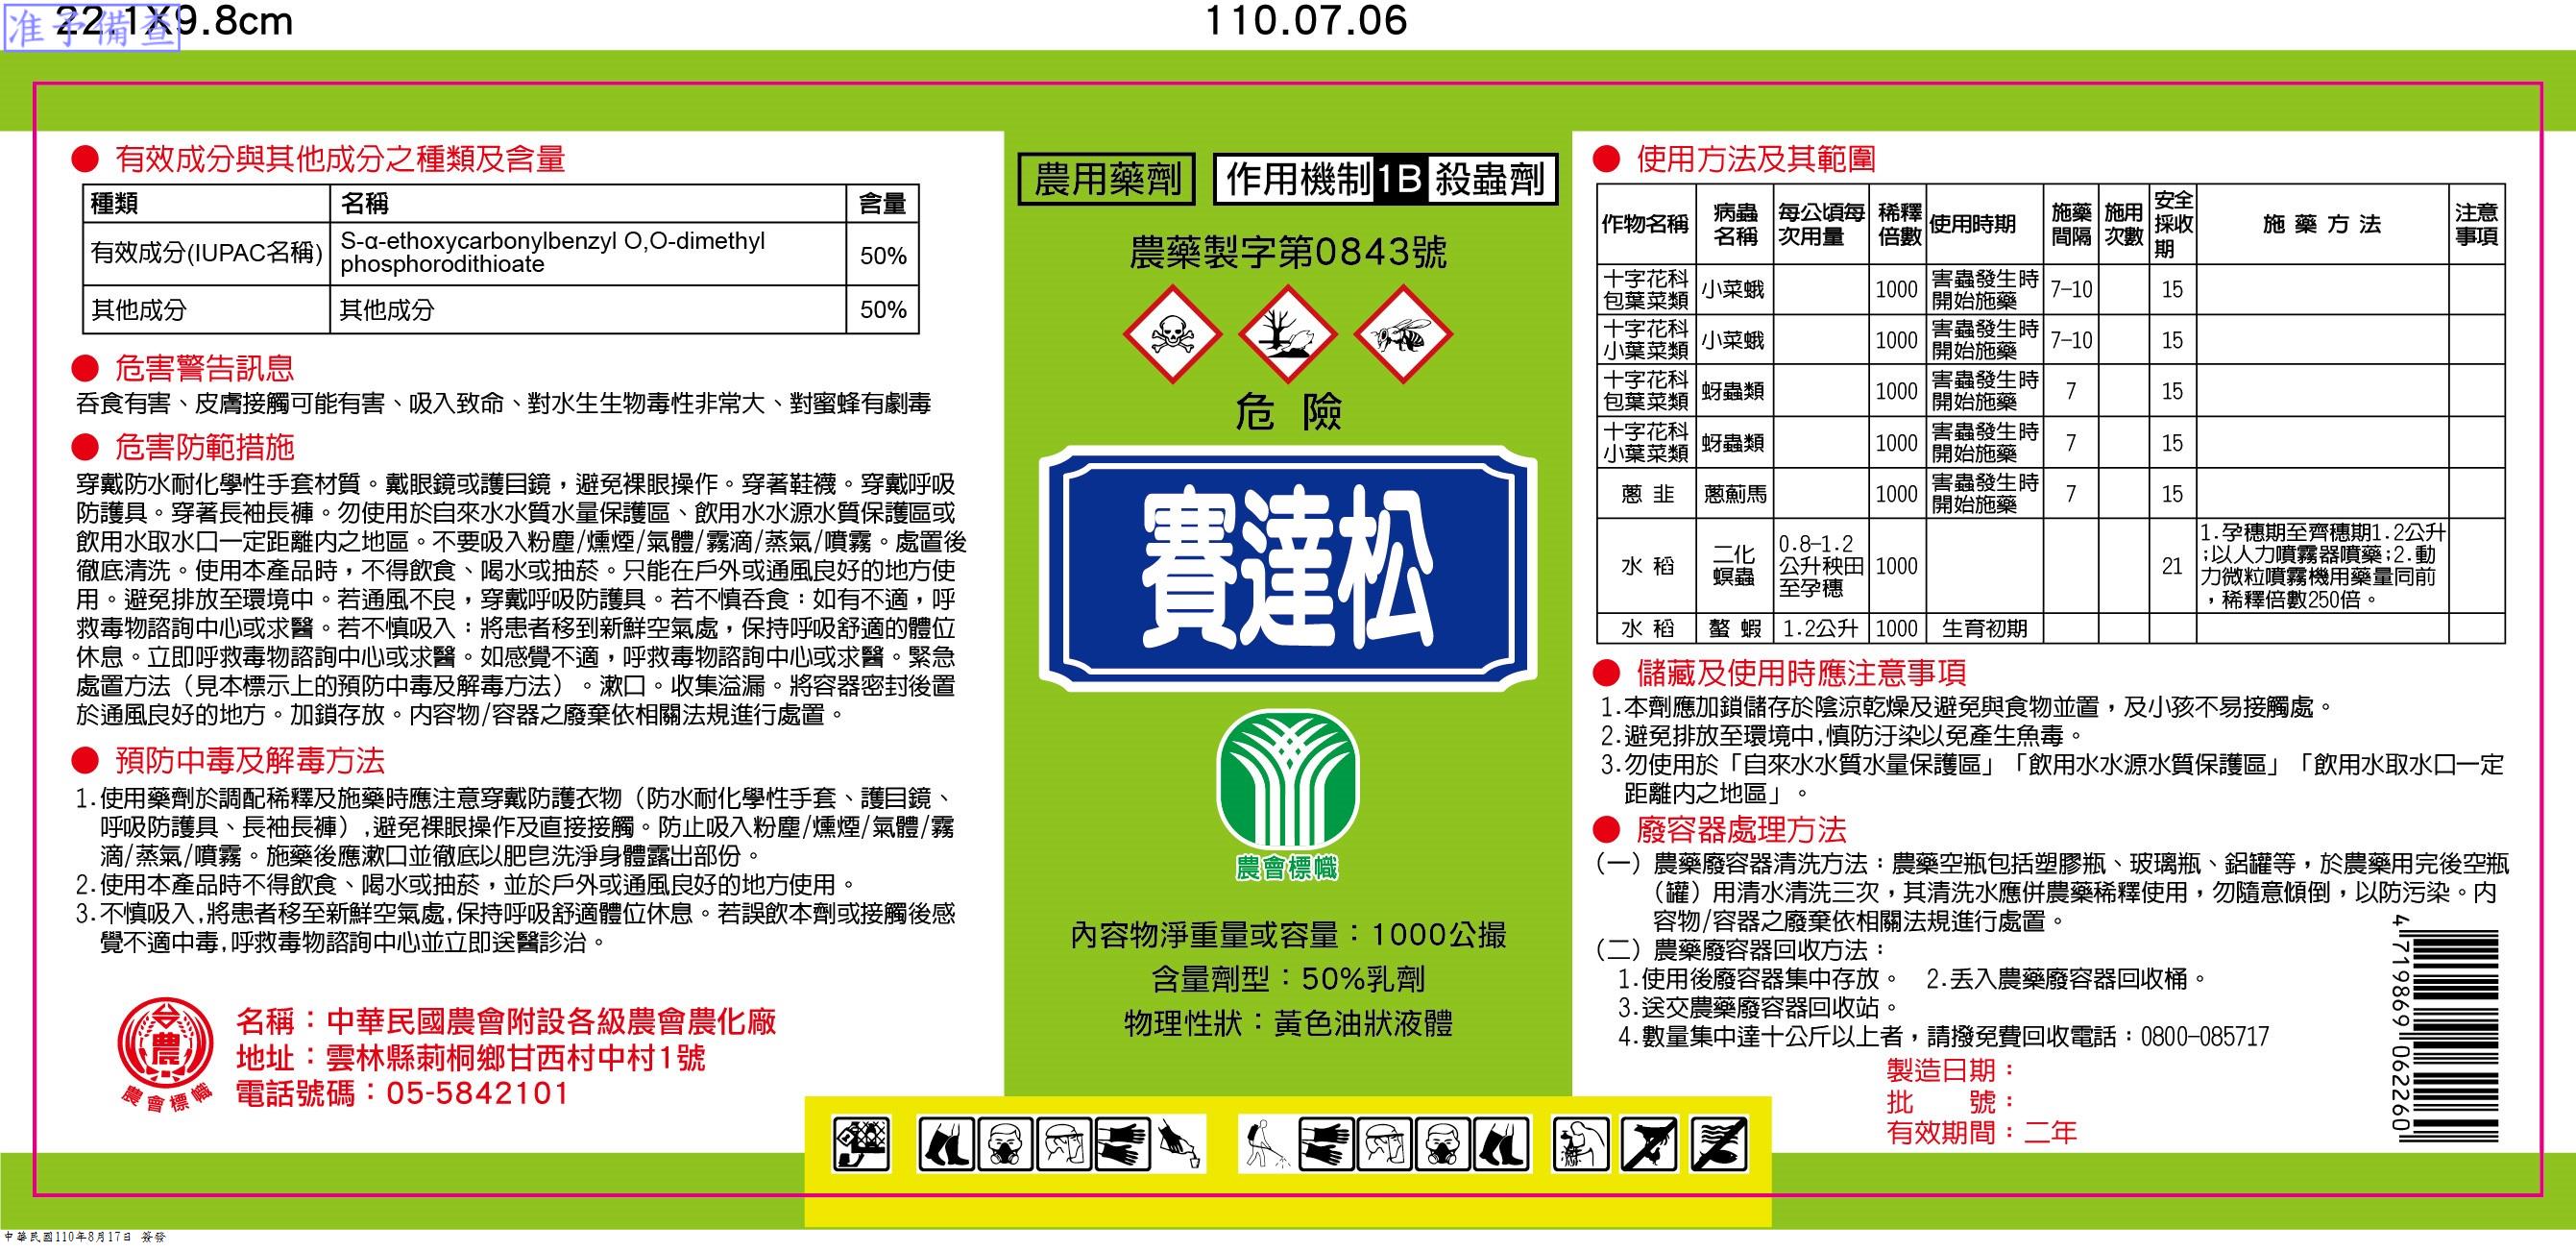 22.1X9.8cm
准予備查
110.07.06
● 有效成分與其他成分之種類及含量
種類 名稱 含量
有效成分(IUPAC名稱) S-α-ethoxycarbonylbenzyl O,O-dimethyl phosphorodithioate 50%
其他成分 其他成分 50%
● 危害警告訊息
吞食有害、皮膚接觸可能有害、吸入致命、對水生生物毒性非常大、對蜜蜂有劇毒
● 危害防範措施
穿戴防水耐化學性手套材質。戴眼鏡或護目鏡，避免裸眼操作。穿著鞋襪。穿戴呼吸
防護具。穿著長袖長褲。勿使用於自來水水質水量保護區、飲用水水源水質保護區或
飲用水取水口一定距離內之地區。不要吸入粉塵/燻煙/氣體/霧滴/蒸氣/噴霧。處置後
徹底清洗。使用本產品時，不得飲食、喝水或抽菸。只能在戶外或通風良好的地方使
用。避免排放至環境中。若通風不良，穿戴呼吸防護具。若不慎吞食：如有不適，呼
救毒物諮詢中心或求醫。若不慎吸入：將患者移到新鮮空氣處，保持呼吸舒適的體位
休息。立即呼救毒物諮詢中心或求醫。如感覺不適，呼救毒物諮詢中心或求醫。緊急
處置方法（見本標示上的預防中毒及解毒方法）。漱口。收集溢漏。將容器密封後置
於通風良好的地方。加鎖存放。內容物/容器之廢棄依相關法規進行處置。
● 預防中毒及解毒方法
1.使用藥劑於調配稀釋及施藥時應注意穿戴防護衣物（防水耐化學性手套、護目鏡、
呼吸防護具、長袖長褲）,避免裸眼操作及直接接觸。防止吸入粉塵/燻煙/氣體/霧
滴/蒸氣/噴霧。施藥後應漱口並徹底以肥皂洗淨身體露出部份。
2.使用本產品時不得飲食、喝水或抽菸，並於戶外或通風良好的地方使用。
3.不慎吸入,將患者移至新鮮空氣處,保持呼吸舒適體位休息。若誤飲本劑或接觸後感
覺不適中毒,呼救毒物諮詢中心並立即送醫診治。
農
農會標幟
名稱：中華民國農會附設各級農會農化廠
地址：雲林縣莿桐鄉甘西村中村1號
電話號碼：05-5842101
農用藥劑 作用機制 1B 殺蟲劑
農藥製字第0843號
危 險
賽達松
農會標幟
內容物淨重量或容量：1000公撮
含量劑型：50%乳劑
物理性狀：黃色油狀液體
● 使用方法及其範圍
作物名稱 病蟲名稱 每公頃每次用量 稀釋倍數 使用時期 施藥間隔 施用次數 安全採收期 施 藥 方 法 注意事項
十字花科包葉菜類 小菜蛾 1000 害蟲發生時開始施藥 7-10 15
十字花科小葉菜類 小菜蛾 1000 害蟲發生時開始施藥 7-10 15
十字花科包葉菜類 蚜蟲類 1000 害蟲發生時開始施藥 7 15
十字花科小葉菜類 蚜蟲類 1000 害蟲發生時開始施藥 7 15
蔥 韭 蔥薊馬 1000 害蟲發生時開始施藥 7 15
水 稻 二化螟蟲 0.8-1.2公升秧田至孕穗 1000 21 1.孕穗期至齊穗期1.2公升;以人力噴霧器噴藥;2.動力微粒噴霧機用藥量同前，稀釋倍數250倍。
水 稻 螯 蝦 1.2公升 1000 生育初期
● 儲藏及使用時應注意事項
1.本劑應加鎖儲存於陰涼乾燥及避免與食物並置，及小孩不易接觸處。
2.避免排放至環境中,慎防汙染以免產生魚毒。
3.勿使用於「自來水水質水量保護區」「飲用水水源水質保護區」「飲用水取水口一定
距離內之地區」。
● 廢容器處理方法
(一) 農藥廢容器清洗方法：農藥空瓶包括塑膠瓶、玻璃瓶、鋁罐等，於農藥用完後空瓶
（罐）用清水清洗三次，其清洗水應併農藥稀釋使用，勿隨意傾倒，以防污染。內
容物/容器之廢棄依相關法規進行處置。
(二) 農藥廢容器回收方法：
1.使用後廢容器集中存放。 2.丟入農藥廢容器回收桶。
3.送交農藥廢容器回收站。
4.數量集中達十公斤以上者，請撥免費回收電話：0800-085717
製造日期：
批 號：
有效期間：二年
4 719869 062260
中華民國110年8月17日 簽發